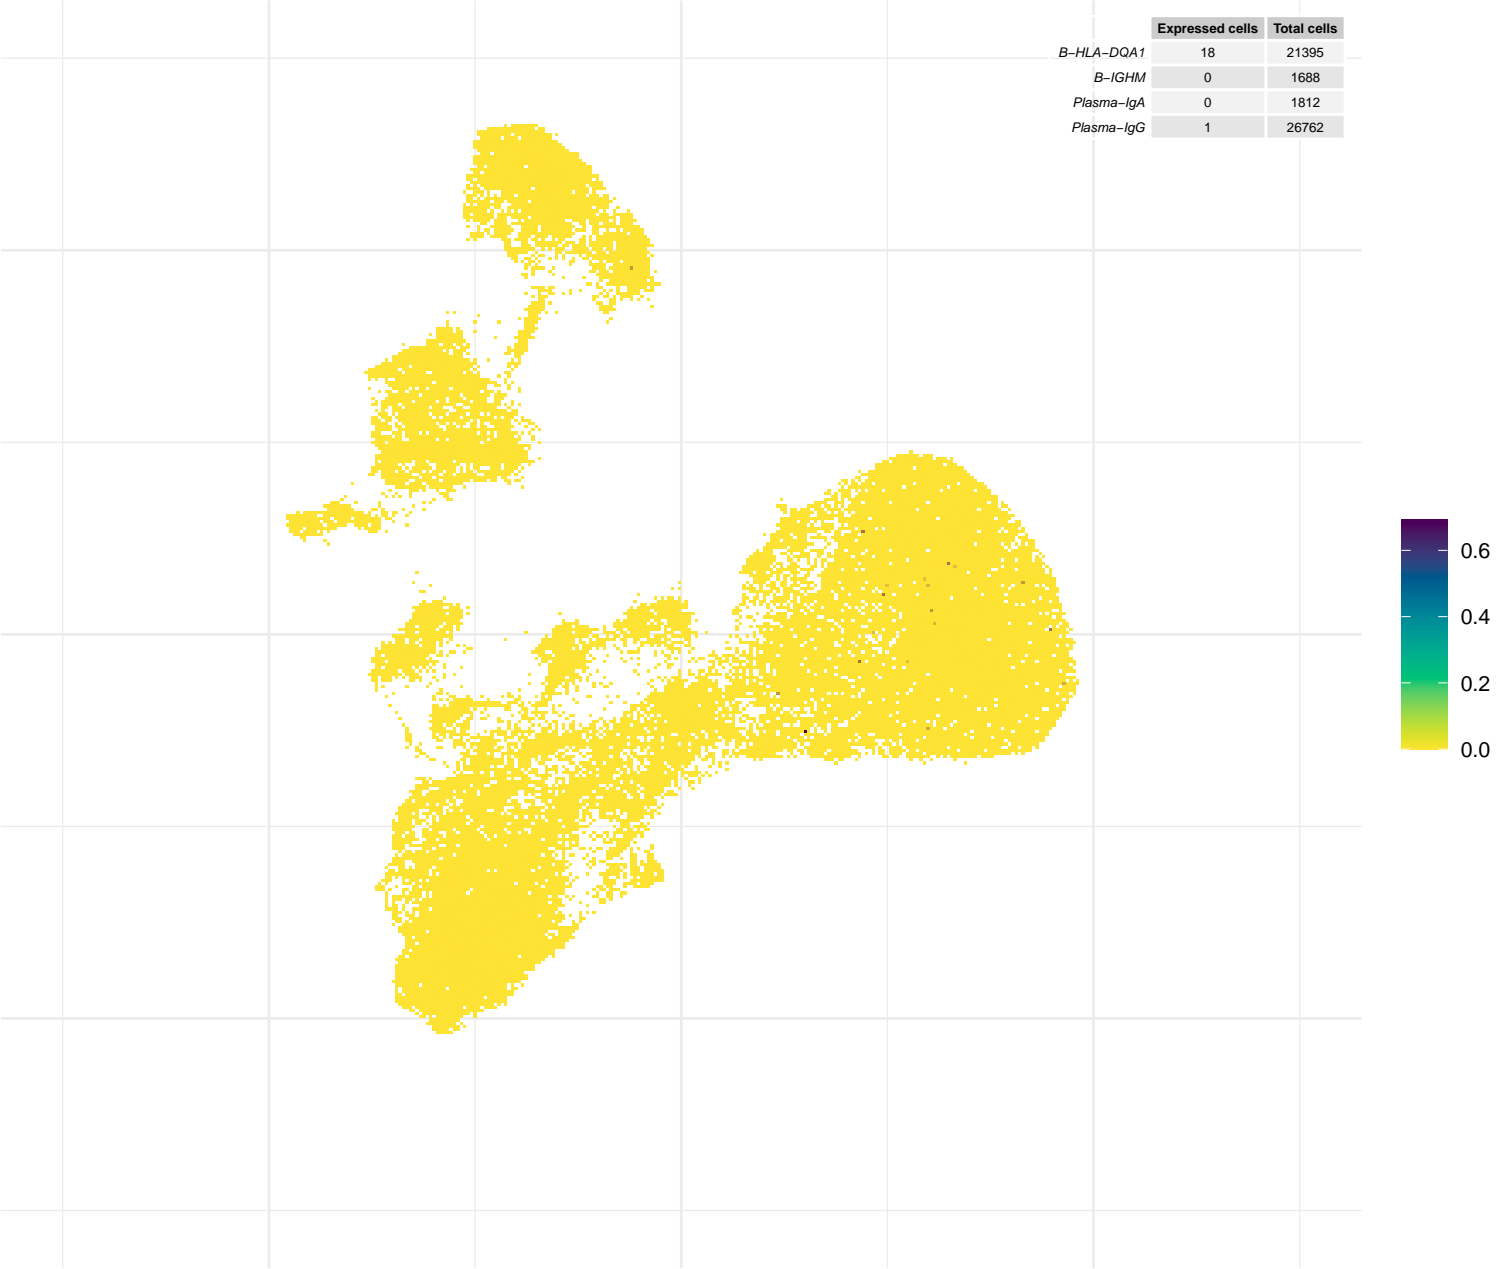 Expressed cells Total cells
B−HLA−DQA1 18 21395
B−IGHM 0 1688
Plasma−IgA 0 1812
Plasma−IgG 1 26762
0.6
0.4
0.2
0.0